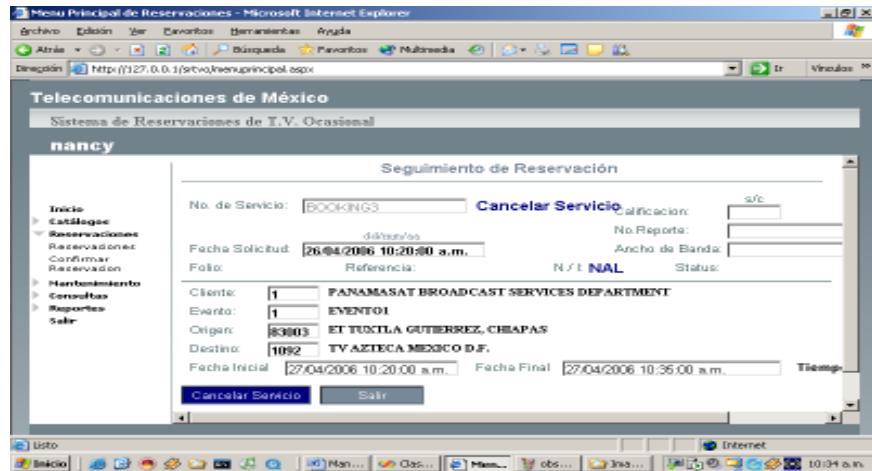 Menu Principal de Reservaciones - Microsoft Internet Explorer
Archivo Edición Ver Favoritos Herramientas Ayuda
Atrás Búsqueda Favoritos Multimedia
Dirección http://127.0.0.1/srtvo/menuprincipal.aspx Ir Vínculos »
Telecomunicaciones de México
Sistema de Reservaciones de T.V. Ocasional
nancy
Inicio
Catálogos
Reservaciones
Reservaciones
Confirmar
Reservacion
Mantenimiento
Consultas
Reportes
Salir
Seguimiento de Reservación
No. de Servicio: BOOKING3 Cancelar Servicio Calificacion: s/c
No.Reporte:
dd/mm/aa
Fecha Solicitud: 26/04/2006 10:20:00 a.m. Ancho de Banda:
Folio: Referencia: N / I: NAL Status:
Cliente: 1 PANAMASAT BROADCAST SERVICES DEPARTMENT
Evento: 1 EVENTO1
Origen: 83003 ET TUXTLA GUTIERREZ, CHIAPAS
Destino: 1092 TV AZTECA MEXICO D.F.
Fecha Inicial 27/04/2006 10:20:00 a.m. Fecha Final 27/04/2006 10:35:00 a.m. Tiemp
Cancelar Servicio Salir
Listo Internet
Inicio Man... Clas... Men... obs... Ima... 10:34 a.m.